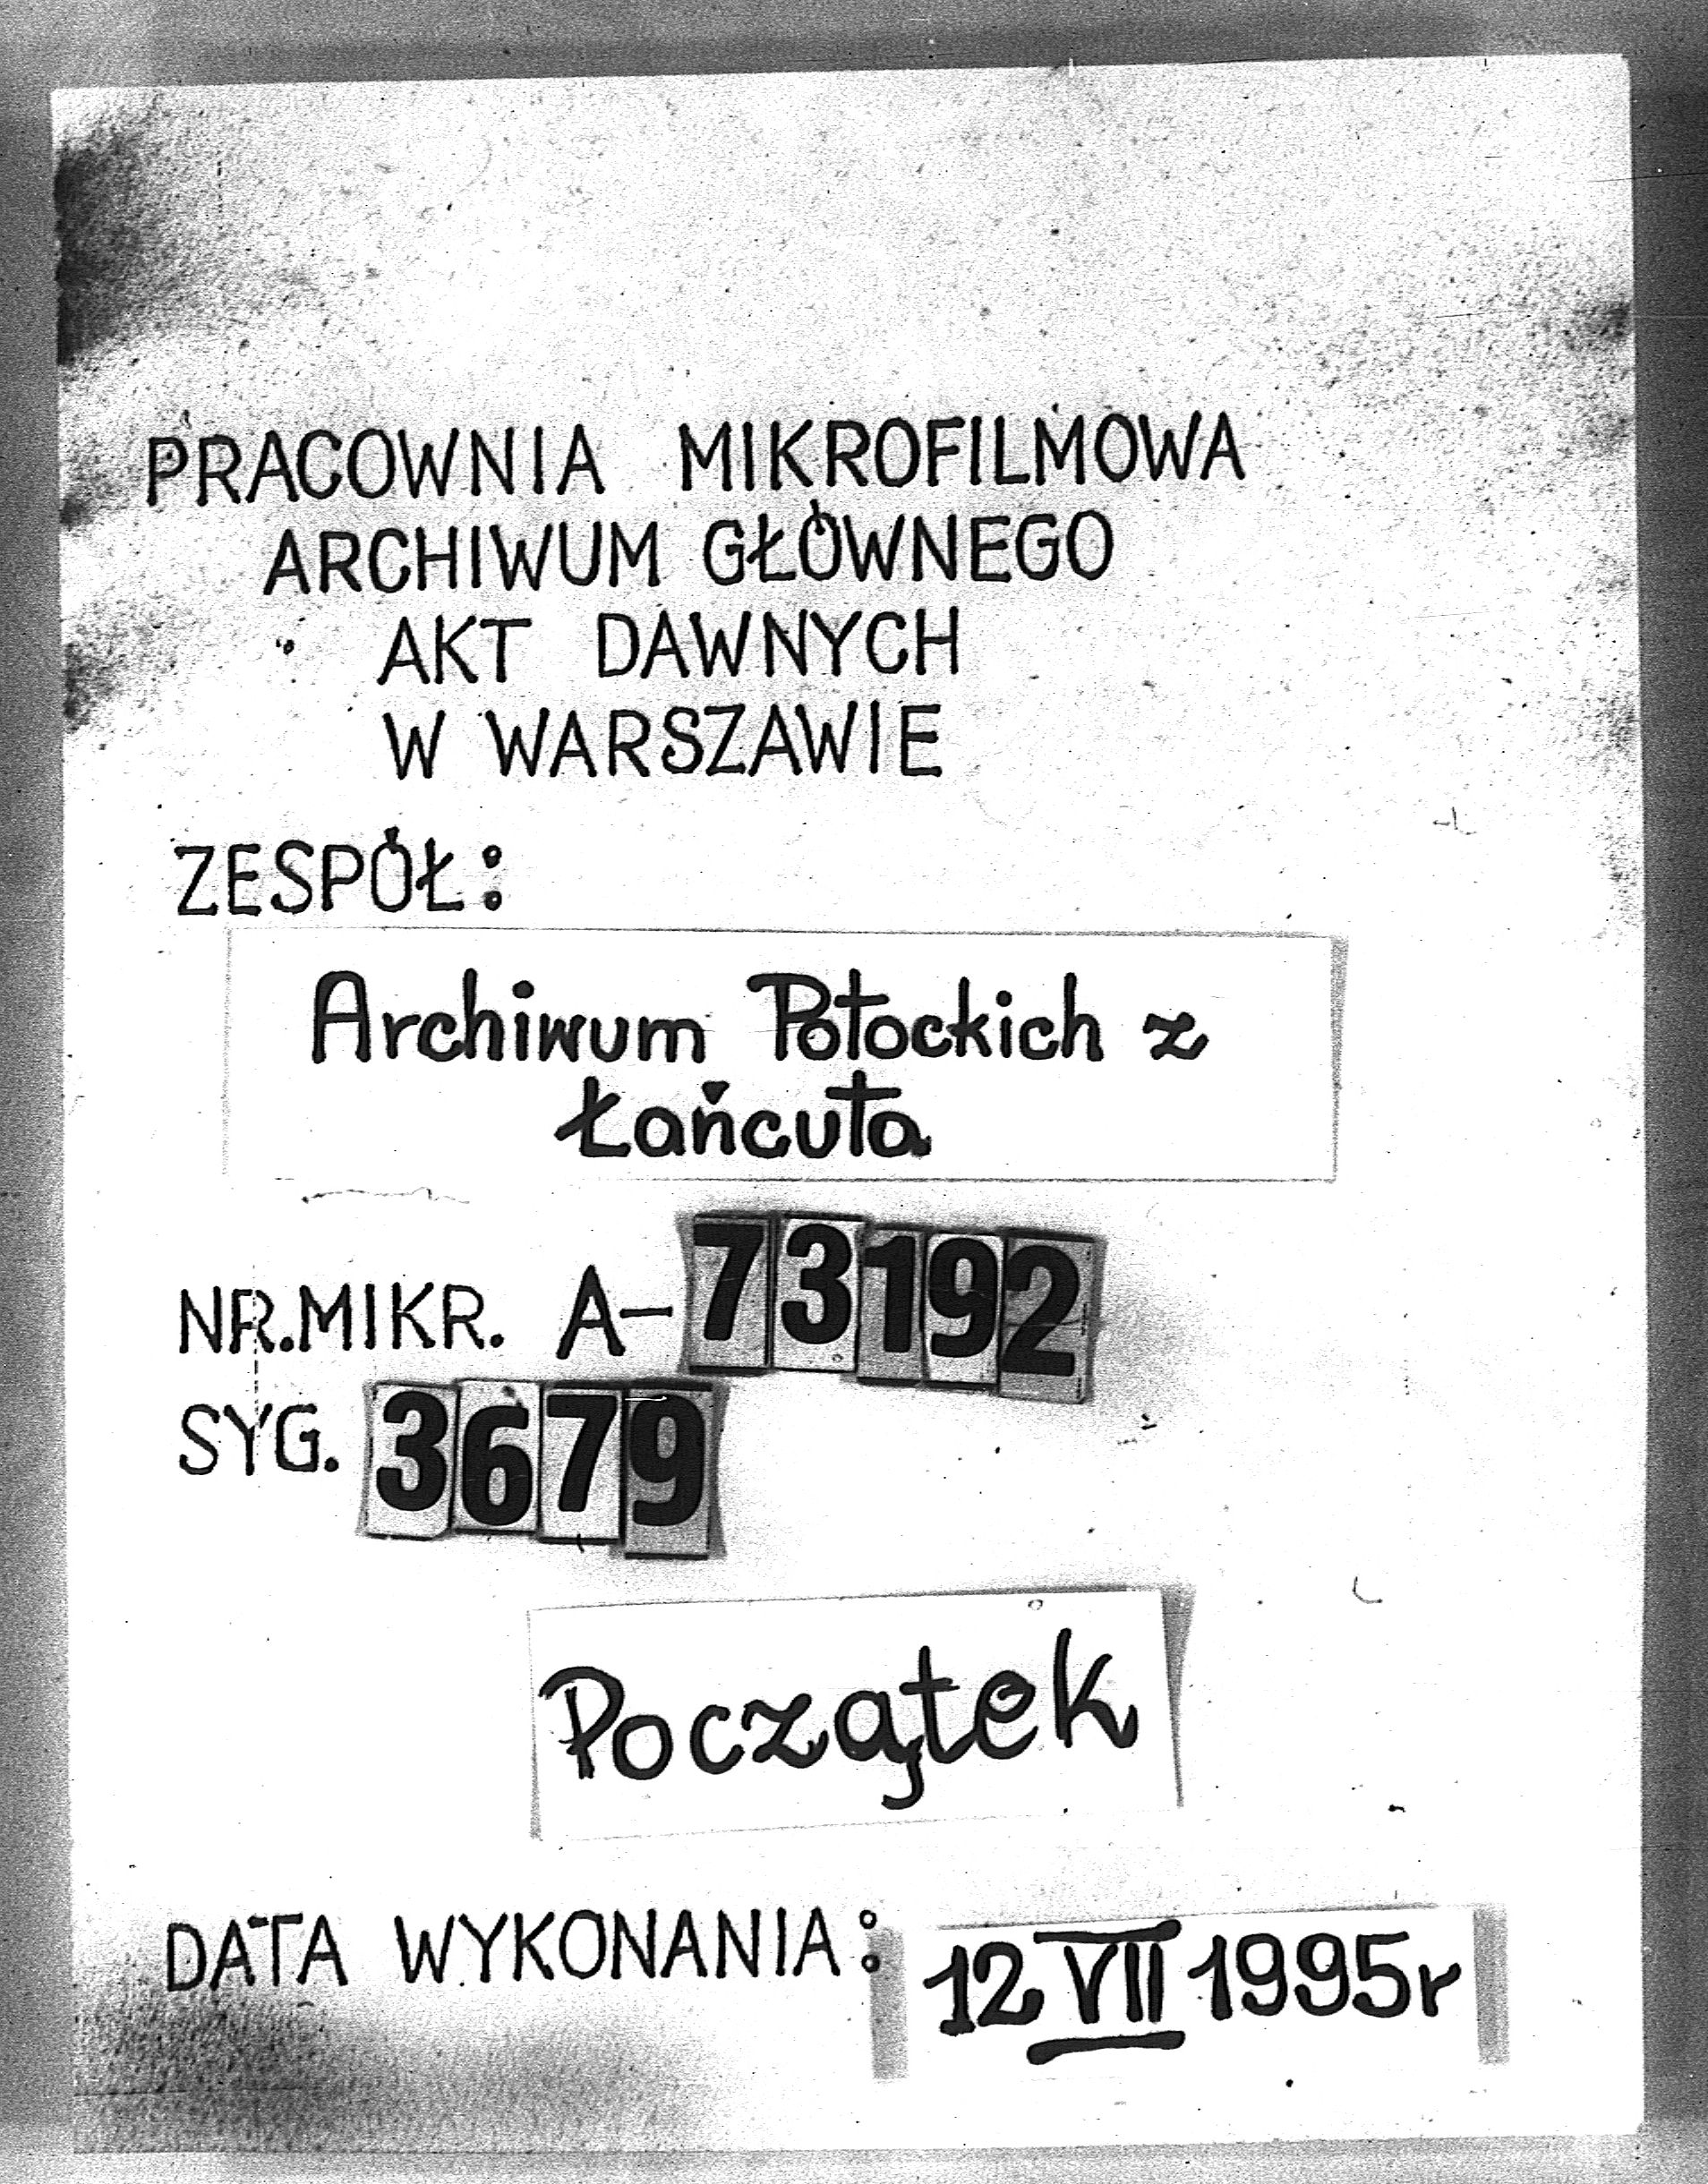 PRACOWNIA MIKROFILMOWA
ARCHIWUM GŁÓWNEGO
AKT DAWNYCH
W WARSZAWIE
ZESPÓŁ:
Archiwum Potockich z
Łańcuta
NR.MIKR. A-73192
SYG. 3679
Początek
DATA WYKONANIA: 12 VII 1995r